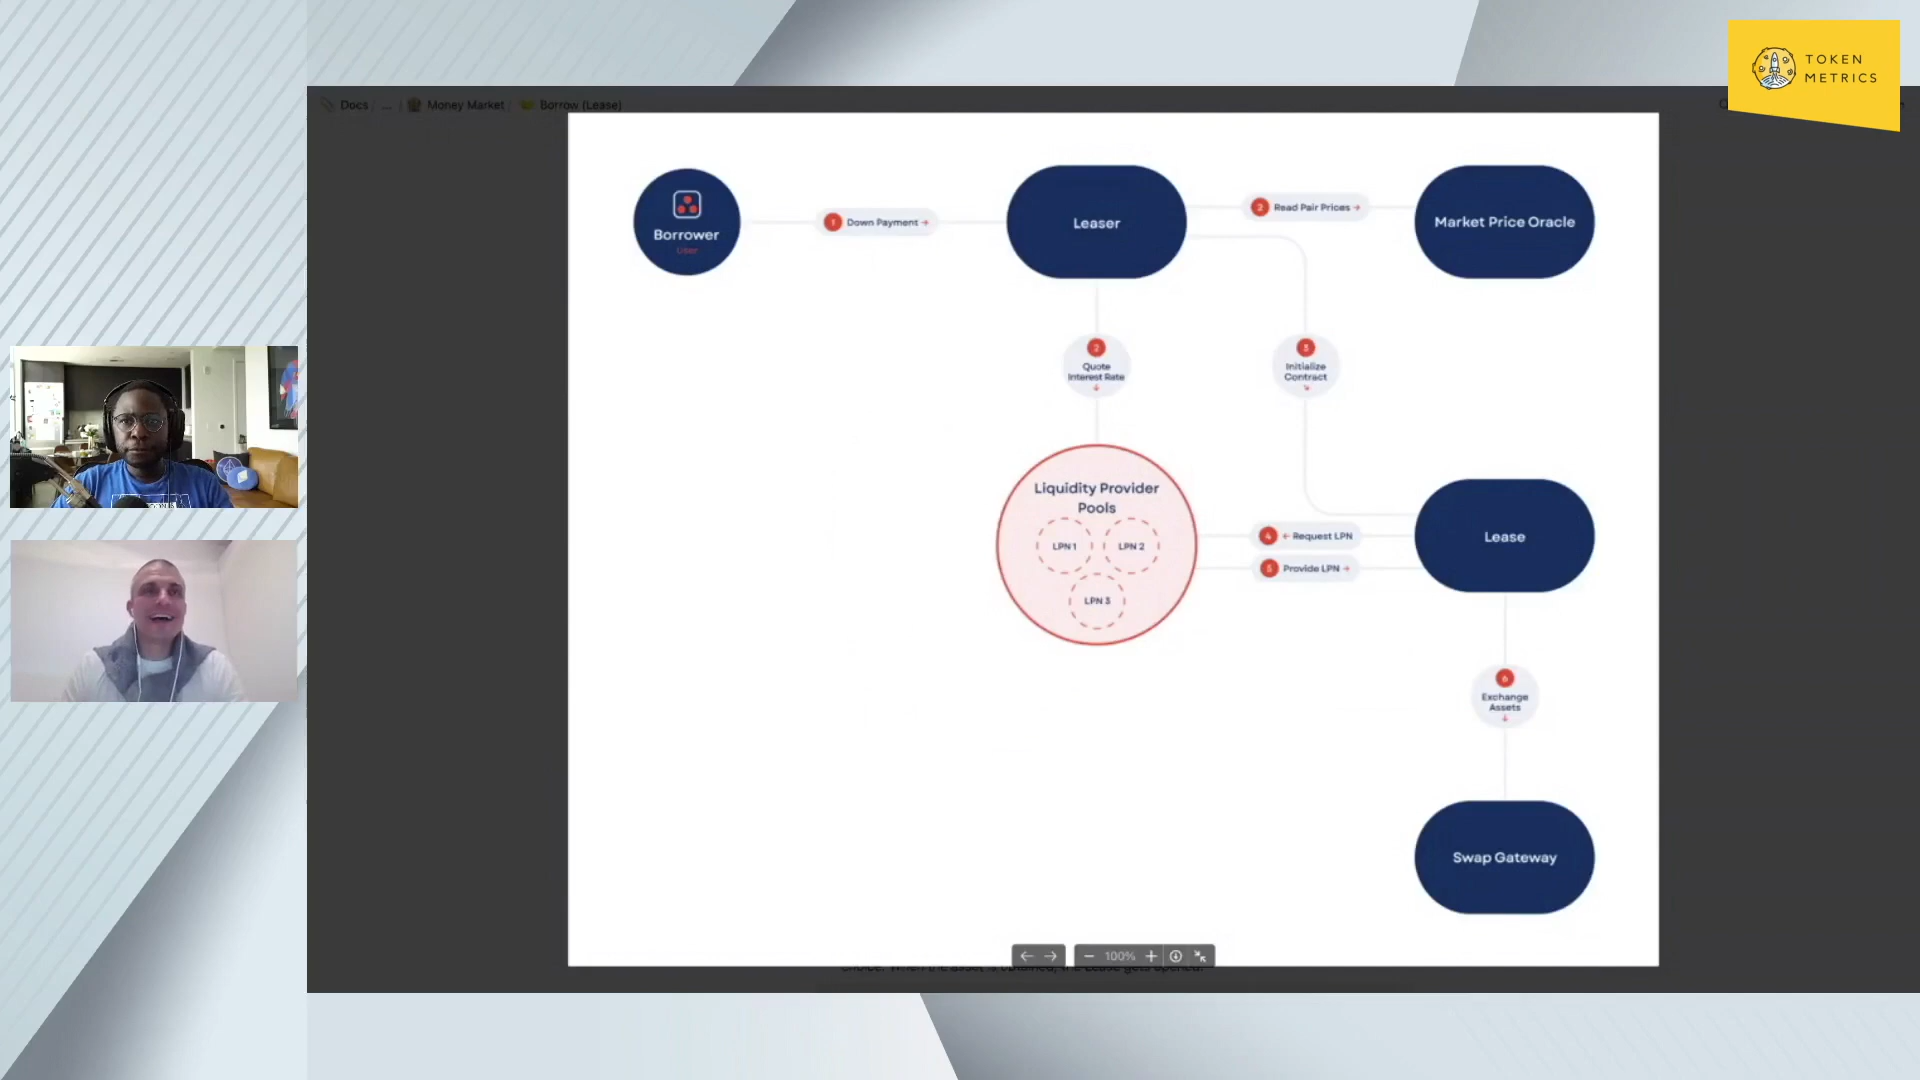 TOKEN
METRICS
Docs / ... / Money Market / Borrow (Lease)
Borrower
User
1 Down Payment →
Leaser
2 Read Pair Prices →
Market Price Oracle
2
Quote
Interest Rate
↓
3
Initialize
Contract
↘
Liquidity Provider
Pools
LPN 1
LPN 2
LPN 3
4 ← Request LPN
5 Provide LPN →
Lease
6
Exchange
Assets
↓
Swap Gateway
← →
− 100% +